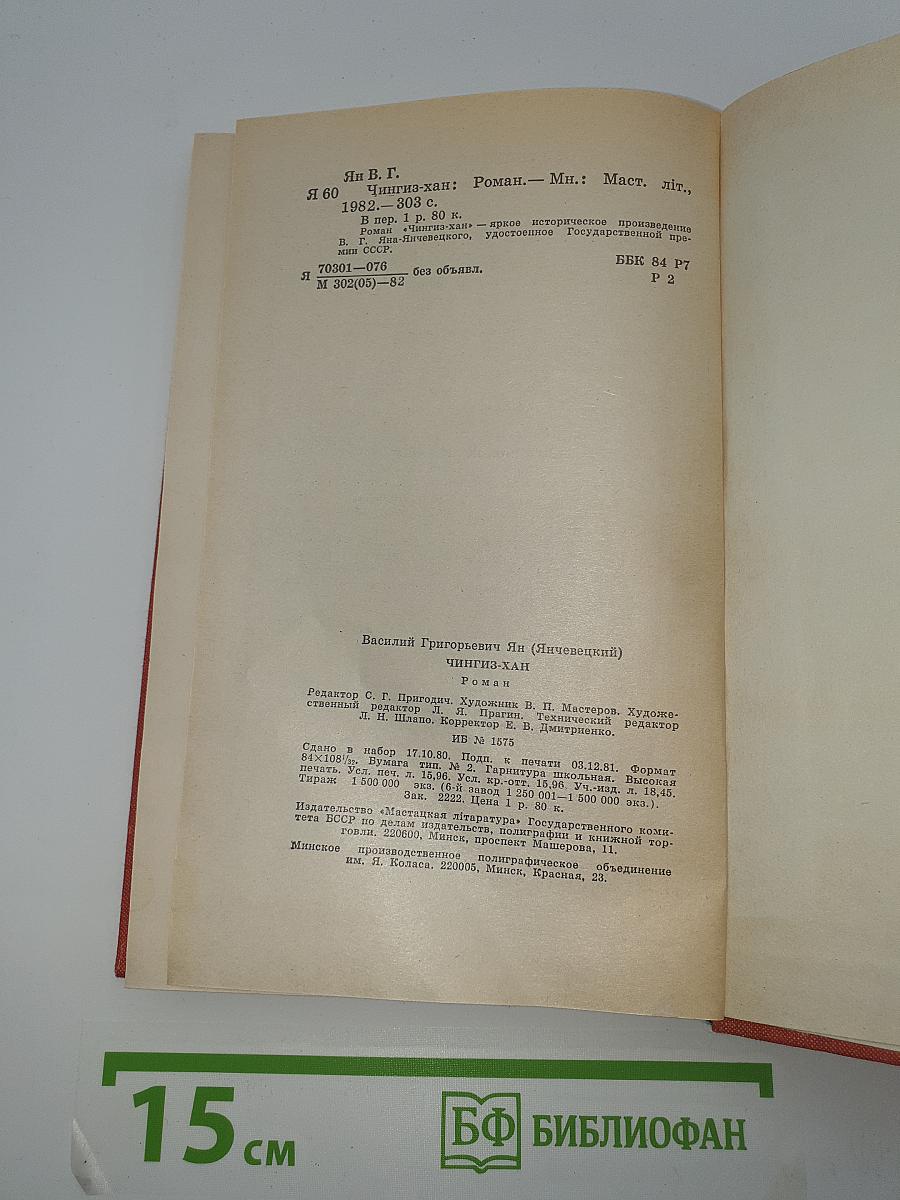 Ян В. Г.
Я 60 Чингиз-хан: Роман.— Мн.: Маст. літ.,
1982.— 303 с.
В пер. 1 р. 80 к.
Роман «Чингиз-хан» — яркое историческое произведение
В. Г. Яна-Янчевецкого, удостоенное Государственной пре-
мии СССР.
Я 70301—076 без объявл. ББК 84 Р7
М 302(05)—82 Р 2
Василий Григорьевич Ян (Янчевецкий)
ЧИНГИЗ-ХАН
Роман
Редактор С. Г. Пригодич. Художник В. П. Мастеров. Художе-
ственный редактор Л. Я. Прагин. Технический редактор
Л. Н. Шлапо. Корректор Е. В. Дмитриенко.
ИБ № 1575
Сдано в набор 17.10.80. Подп. к печати 03.12.81. Формат
84×108¹/₃₂. Бумага тип. № 2. Гарнитура школьная. Высокая
печать. Усл. печ. л. 15,96. Усл. кр.-отт. 15,96. Уч.-изд. л. 18,45.
Тираж 1 500 000 экз. (6-й завод 1 250 001—1 500 000 экз.).
Зак. 2222. Цена 1 р. 80 к.
Издательство «Мастацкая літаратура» Государственного коми-
тета БССР по делам издательств, полиграфии и книжной тор-
говли. 220600, Минск, проспект Машерова, 11.
Минское производственное полиграфическое объединение
им. Я. Коласа. 220005, Минск, Красная, 23.
15 см
БФ БИБЛИОФАН